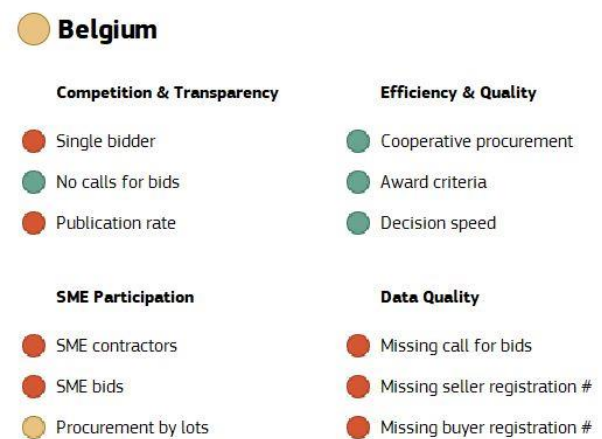 Belgium
Competition & Transparency
Single bidder
No calls for bids
Publication rate
Efficiency & Quality
Cooperative procurement
Award criteria
Decision speed
SME Participation
SME contractors
SME bids
Procurement by lots
Data Quality
Missing call for bids
Missing seller registration #
Missing buyer registration #